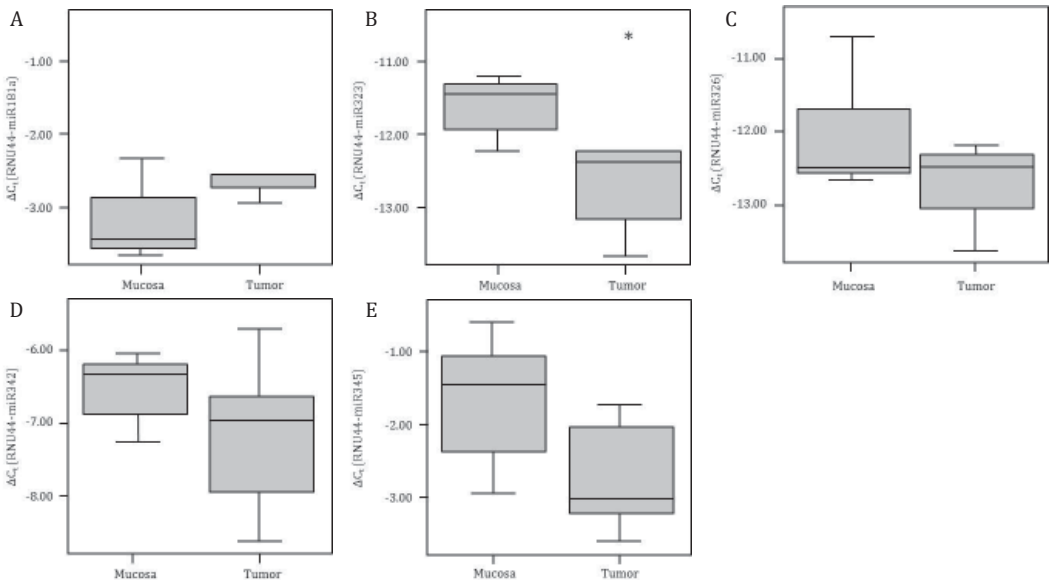 A
ΔCt(RNU44-miR181a)
-1.00
-2.00
-3.00
Mucosa
Tumor
B
*
ΔCt(RNU44-miR323)
-11.00
-12.00
-13.00
Mucosa
Tumor
C
ΔCt(RNU44-miR326)
-11.00
-12.00
-13.00
Mucosa
Tumor
D
ΔCt(RNU44-miR342)
-6.00
-7.00
-8.00
Mucosa
Tumor
E
ΔCt(RNU44-miR345)
-1.00
-2.00
-3.00
Mucosa
Tumor